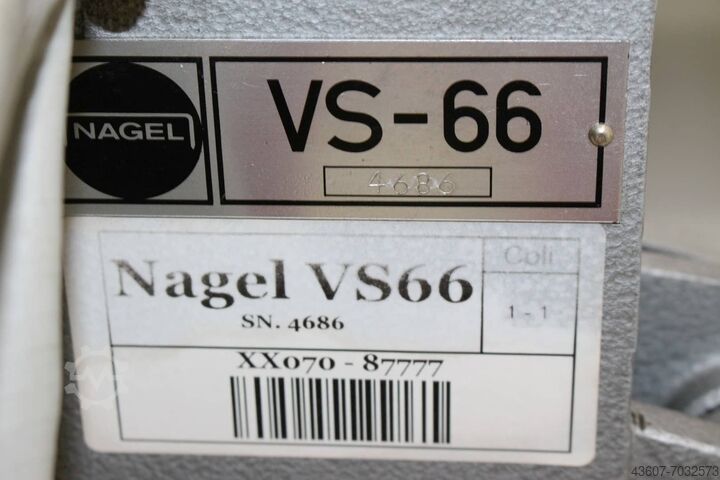 NAGEL
VS-66
4686
Nagel VS66
Coli
SN. 4686
1 - 1
XX070 - 87777
43607-7032573